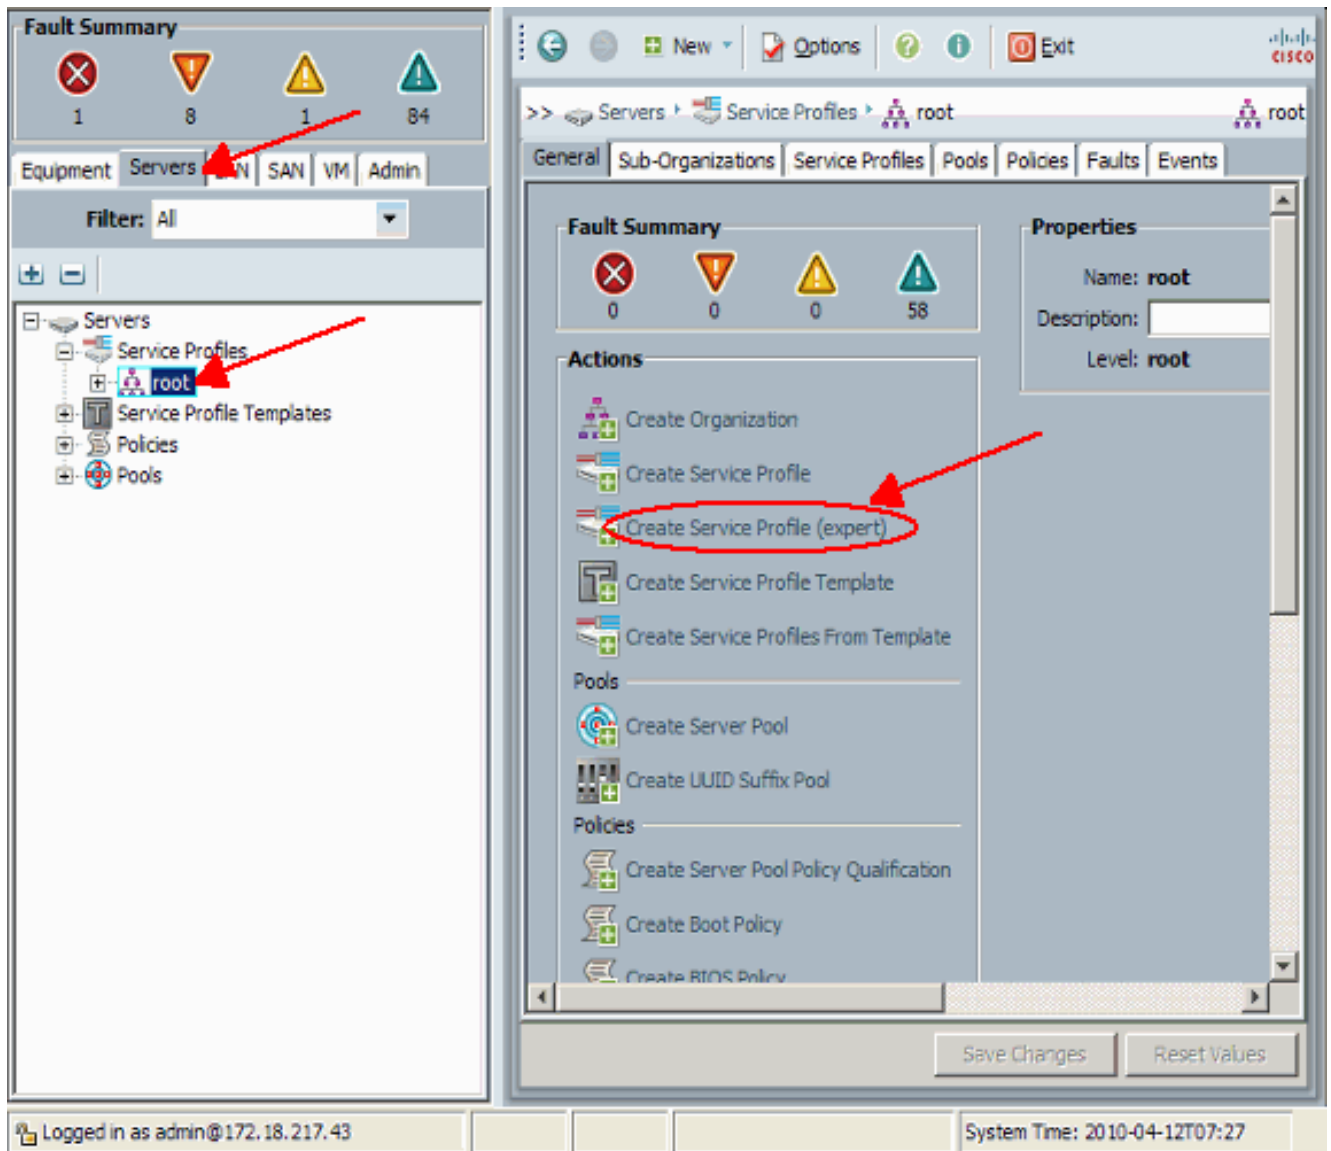 Fault Summary
1 8 1 84
Equipment Servers SAN VM Admin
Filter: All
Servers
Service Profiles
root
Service Profile Templates
Policies
Pools
New Options Exit
CISCO
>> Servers Service Profiles root root
General Sub-Organizations Service Profiles Pools Policies Faults Events
Fault Summary
0 0 0 58
Properties
Name: root
Description:
Level: root
Actions
Create Organization
Create Service Profile
Create Service Profile (expert)
Create Service Profile Template
Create Service Profiles From Template
Pools
Create Server Pool
Create UUID Suffix Pool
Policies
Create Server Pool Policy Qualification
Create Boot Policy
Create BIOS Policy
Save Changes Reset Values
Logged in as admin@172.18.217.43
System Time: 2010-04-12T07:27